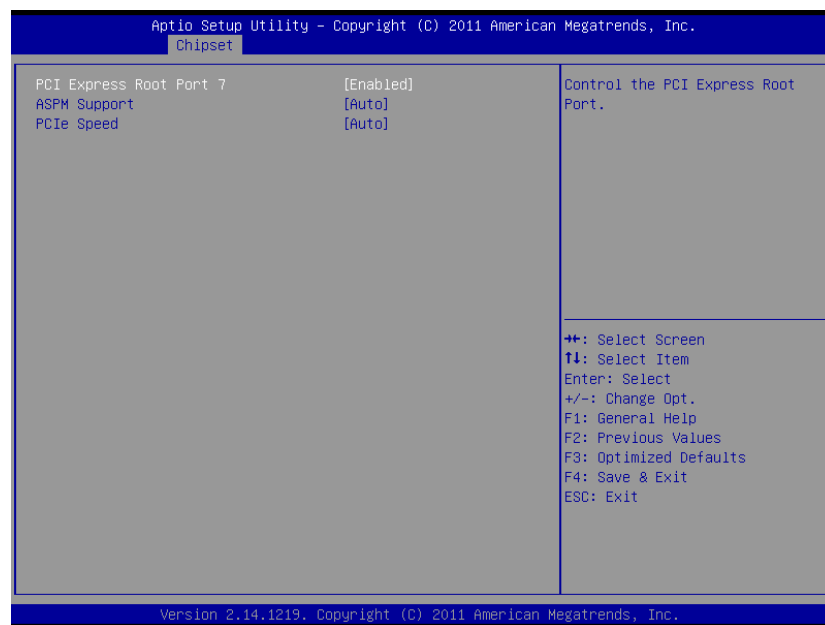 Aptio Setup Utility – Copyright (C) 2011 American Megatrends, Inc.
Chipset
PCI Express Root Port 7 [Enabled]
ASPM Support [Auto]
PCIe Speed [Auto]
Control the PCI Express Root
Port.
→←: Select Screen
↑↓: Select Item
Enter: Select
+/-: Change Opt.
F1: General Help
F2: Previous Values
F3: Optimized Defaults
F4: Save & Exit
ESC: Exit
Version 2.14.1219. Copyright (C) 2011 American Megatrends, Inc.